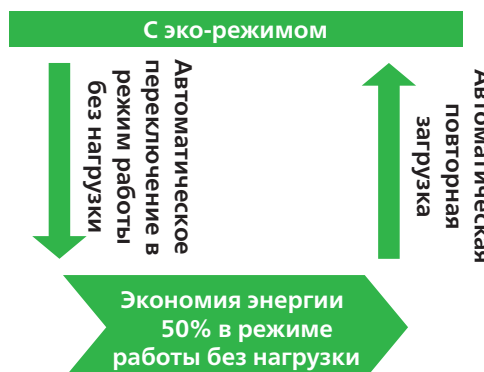 С эко-режимом
Автоматическое
переключение в
режим работы
без нагрузки
Автоматическая
повторная
загрузка
Экономия энергии
50% в режиме
работы без нагрузки